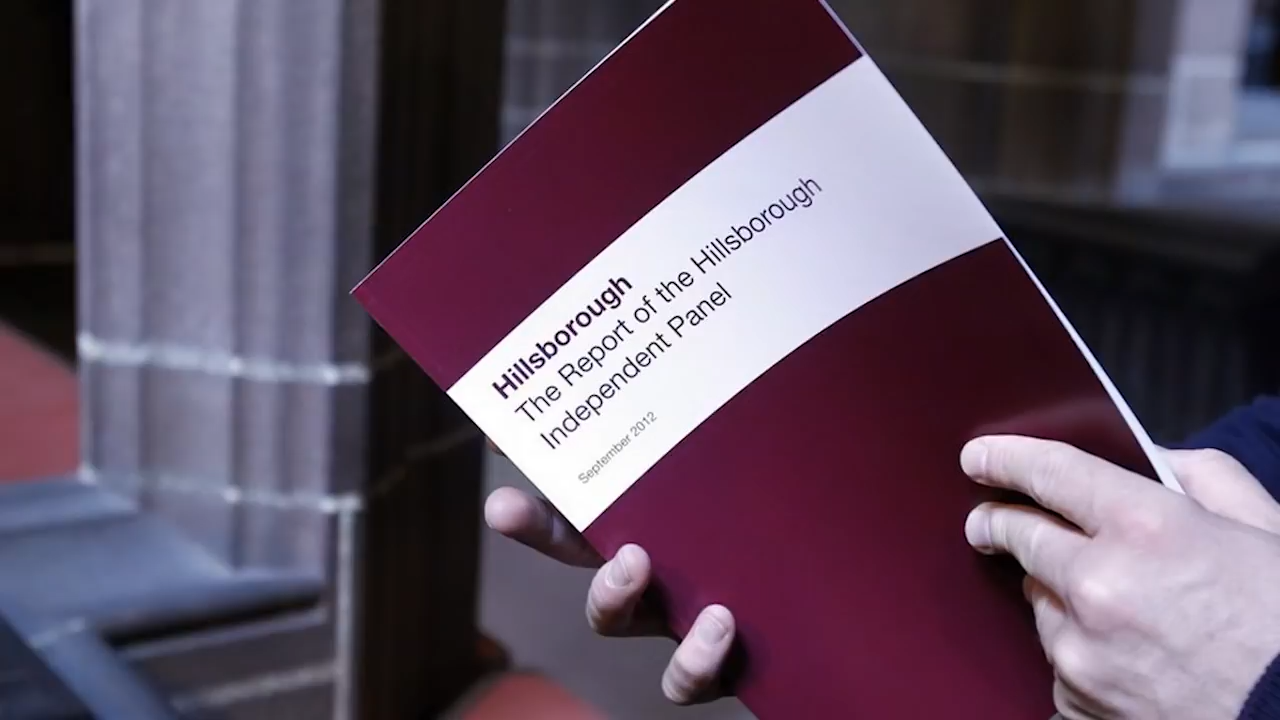 Hillsborough
The Report of the Hillsborough
Independent Panel
September 2012